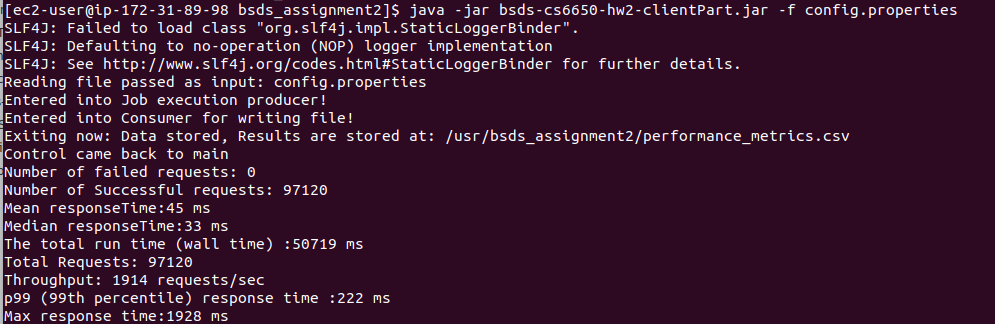 [ec2-user@ip-172-31-89-98 bsds_assignment2]$ java -jar bsds-cs6650-hw2-clientPart.jar -f config.properties
SLF4J: Failed to load class "org.slf4j.impl.StaticLoggerBinder".
SLF4J: Defaulting to no-operation (NOP) logger implementation
SLF4J: See http://www.slf4j.org/codes.html#StaticLoggerBinder for further details.
Reading file passed as input: config.properties
Entered into Job execution producer!
Entered into Consumer for writing file!
Exiting now: Data stored, Results are stored at: /usr/bsds_assignment2/performance_metrics.csv
Control came back to main
Number of failed requests: 0
Number of Successful requests: 97120
Mean responseTime:45 ms
Median responseTime:33 ms
The total run time (wall time) :50719 ms
Total Requests: 97120
Throughput: 1914 requests/sec
p99 (99th percentile) response time :222 ms
Max response time:1928 ms